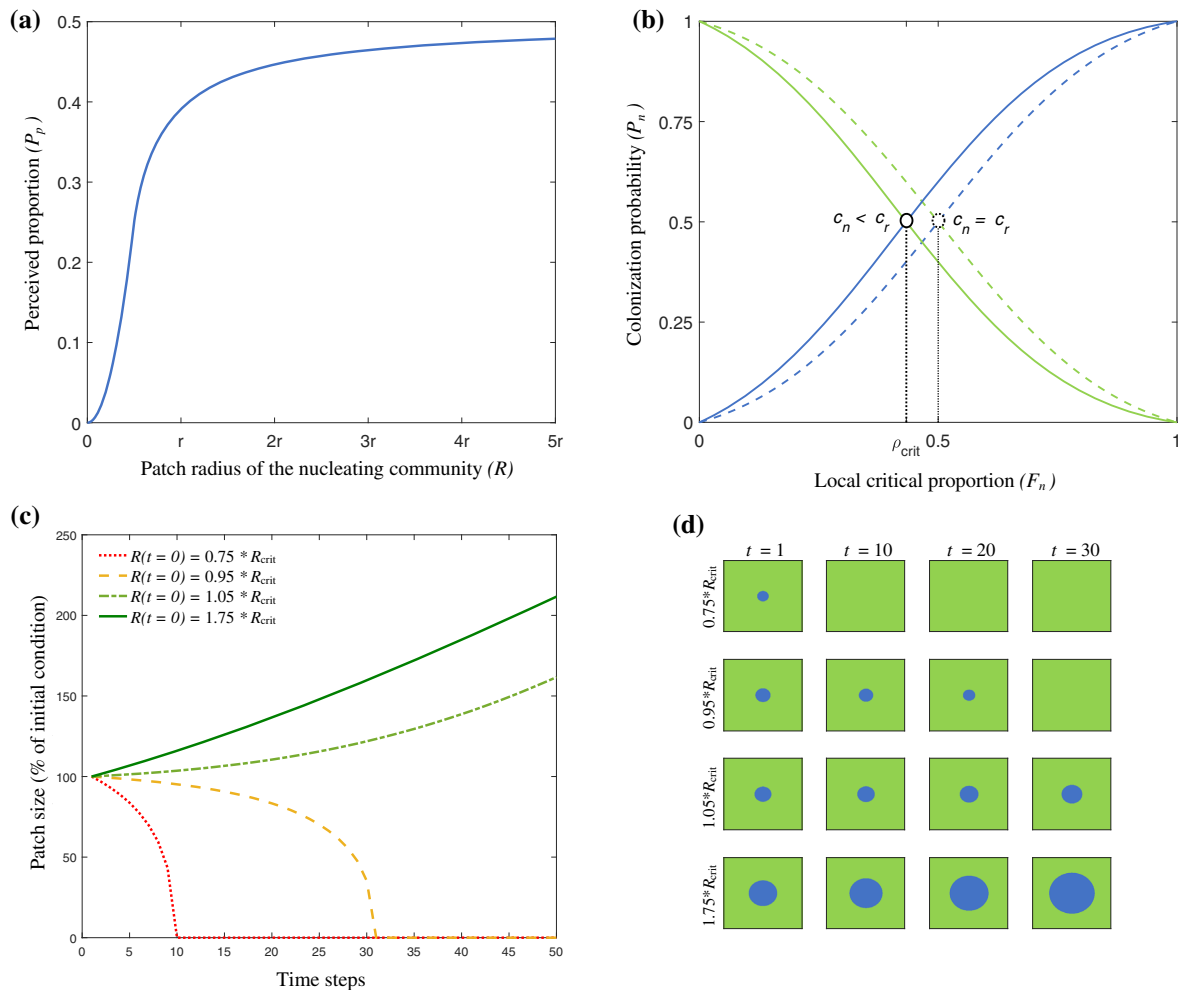 (a)
0.5
0.4
0.3
0.2
0.1
0
Perceived proportion (Pp)
0 r 2r 3r 4r 5r
Patch radius of the nucleating community (R)
(b)
1
0.75
0.5
0.25
0
Colonization probability (Pn)
cn < cr
cn = cr
0 ρcrit 0.5 1
Local critical proportion (Fn)
(c)
250
200
150
100
50
0
Patch size (% of initial condition)
R(t = 0) = 0.75 * Rcrit
R(t = 0) = 0.95 * Rcrit
R(t = 0) = 1.05 * Rcrit
R(t = 0) = 1.75 * Rcrit
0 5 10 15 20 25 30 35 40 45 50
Time steps
(d)
t = 1 t = 10 t = 20 t = 30
0.75*Rcrit
0.95*Rcrit
1.05*Rcrit
1.75*Rcrit